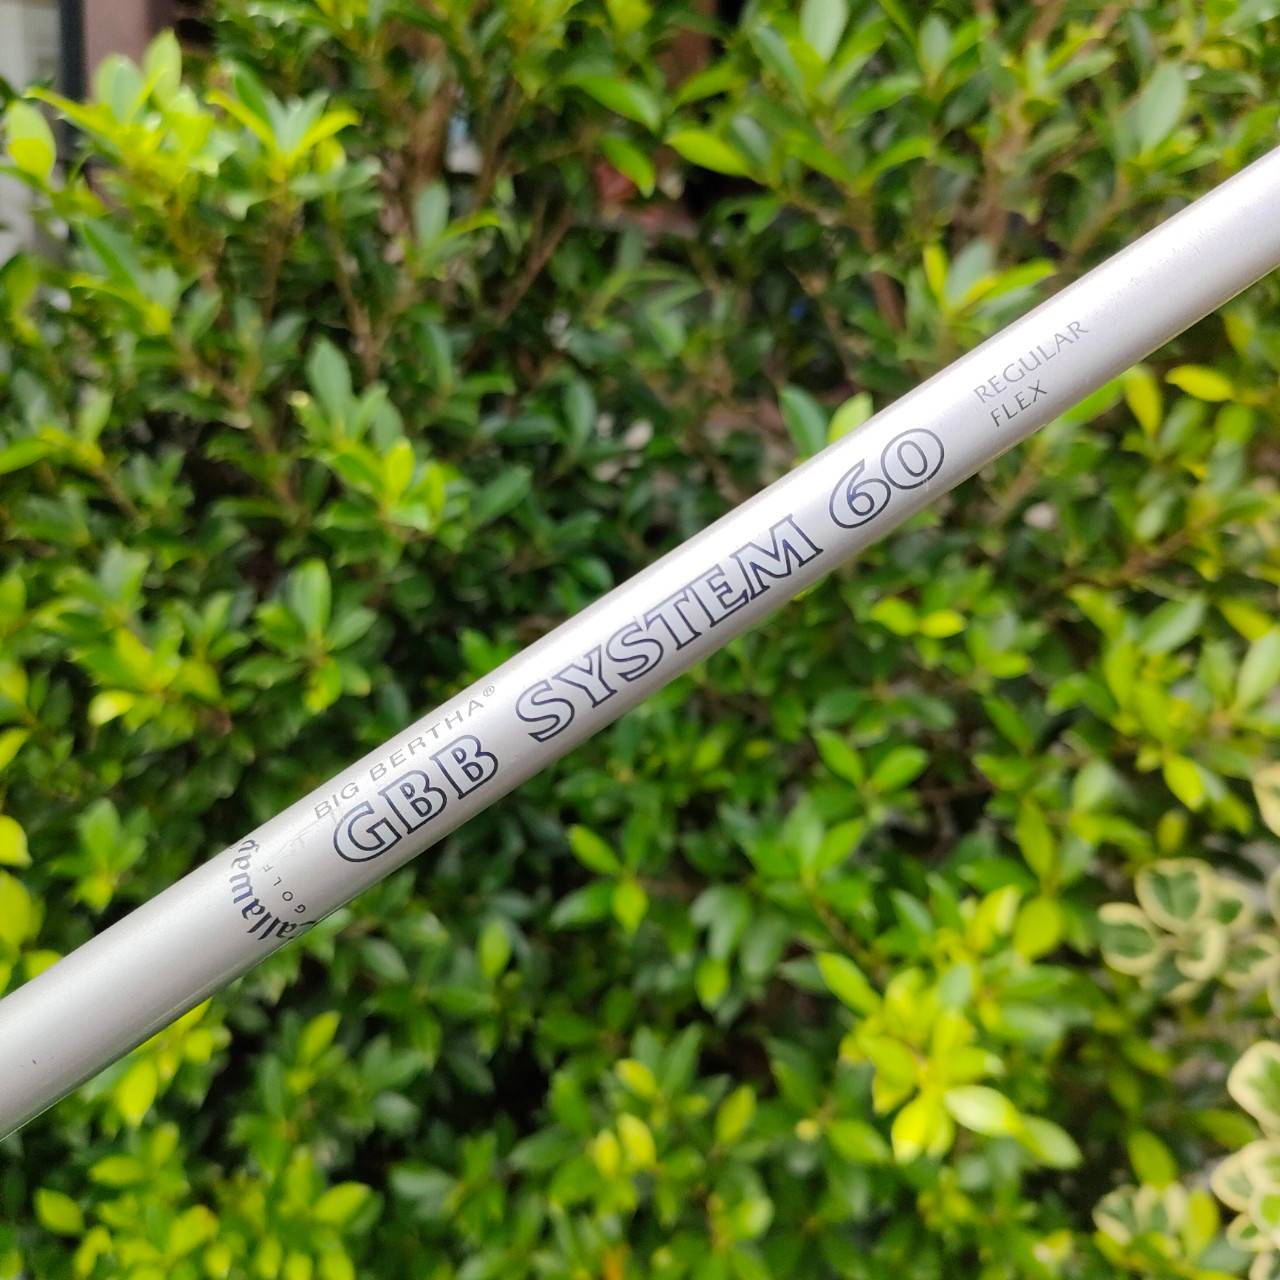 Callaway
GOLF
BIG BERTHA®
GBB SYSTEM 60
REGULAR
FLEX